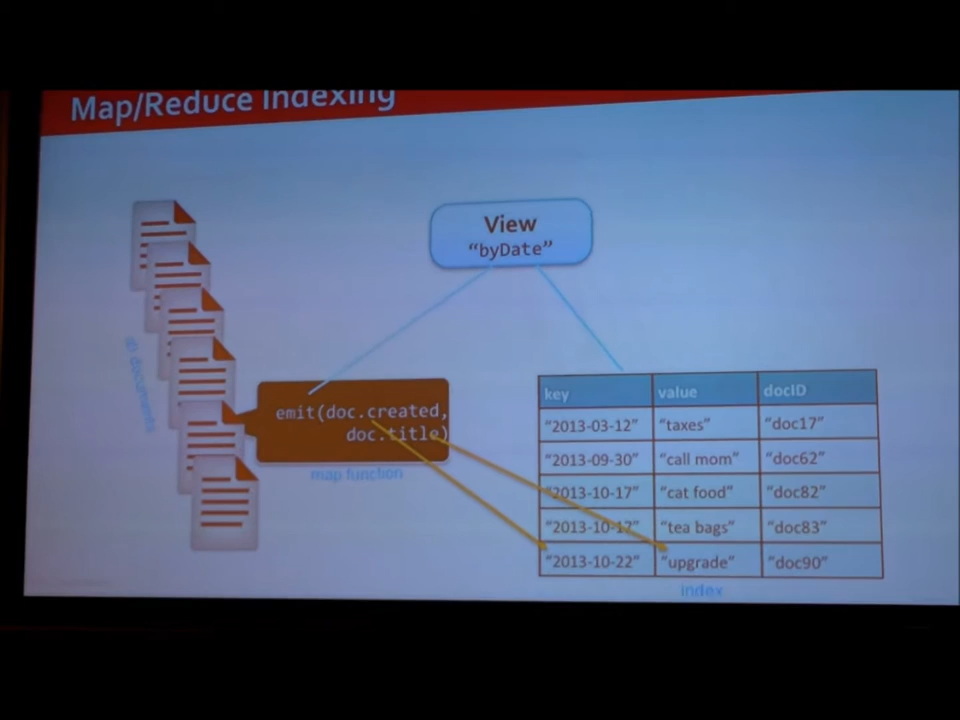 Map/Reduce Indexing
View
“byDate”
db documents
emit(doc.created,
doc.title)
map function
key value docID
“2013-03-12” “taxes” “doc17”
“2013-09-30” “call mom” “doc62”
“2013-10-17” “cat food” “doc82”
“2013-10-17” “tea bags” “doc83”
“2013-10-22” “upgrade” “doc90”
index